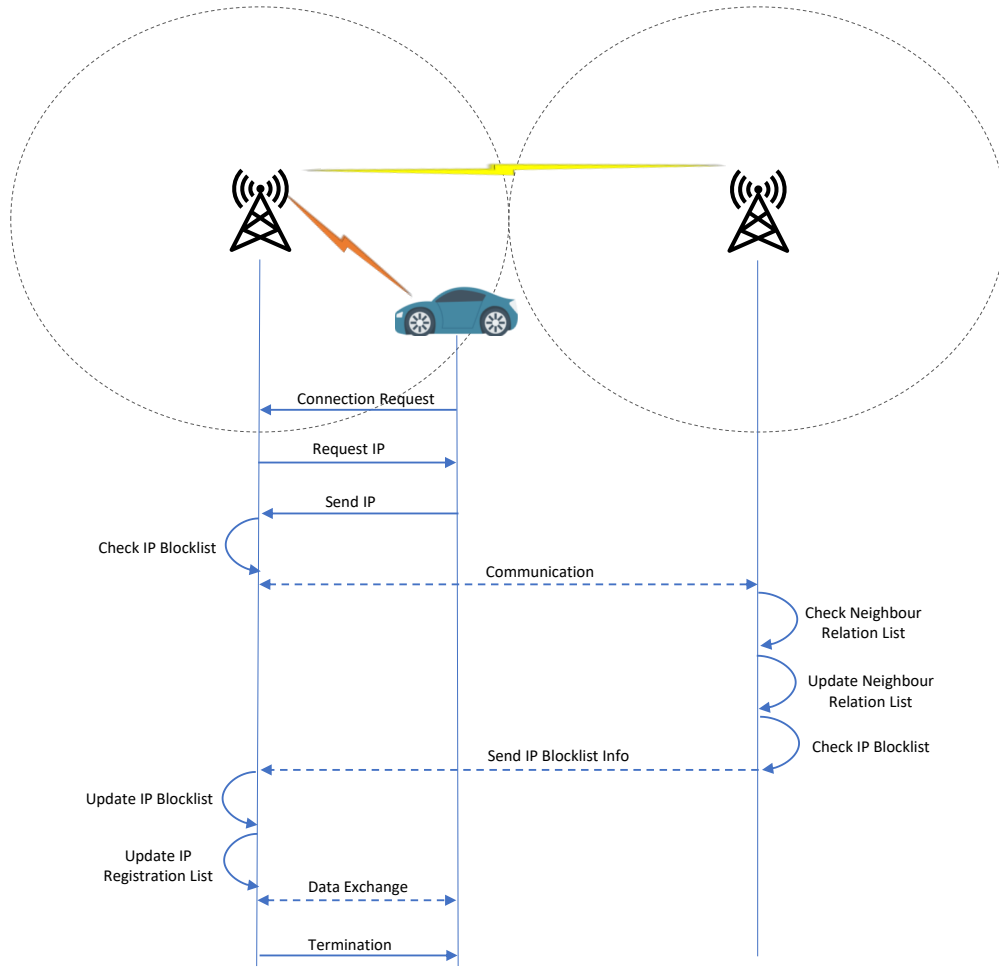 Connection Request
Request IP
Send IP
Check IP Blocklist
Communication
Check Neighbour
Relation List
Update Neighbour
Relation List
Check IP Blocklist
Send IP Blocklist Info
Update IP Blocklist
Update IP
Registration List
Data Exchange
Termination